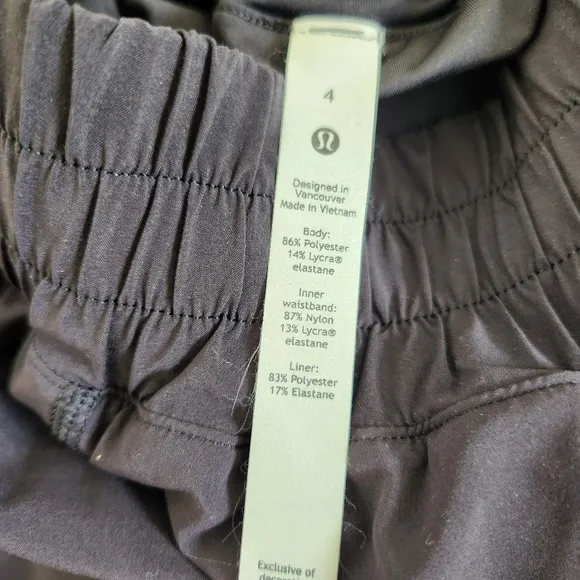 4
Designed in
Vancouver
Made in Vietnam
Body:
86% Polyester
14% Lycra®
elastane
Inner
waistband:
87% Nylon
13% Lycra®
elastane
Liner:
83% Polyester
17% Elastane
Exclusive of